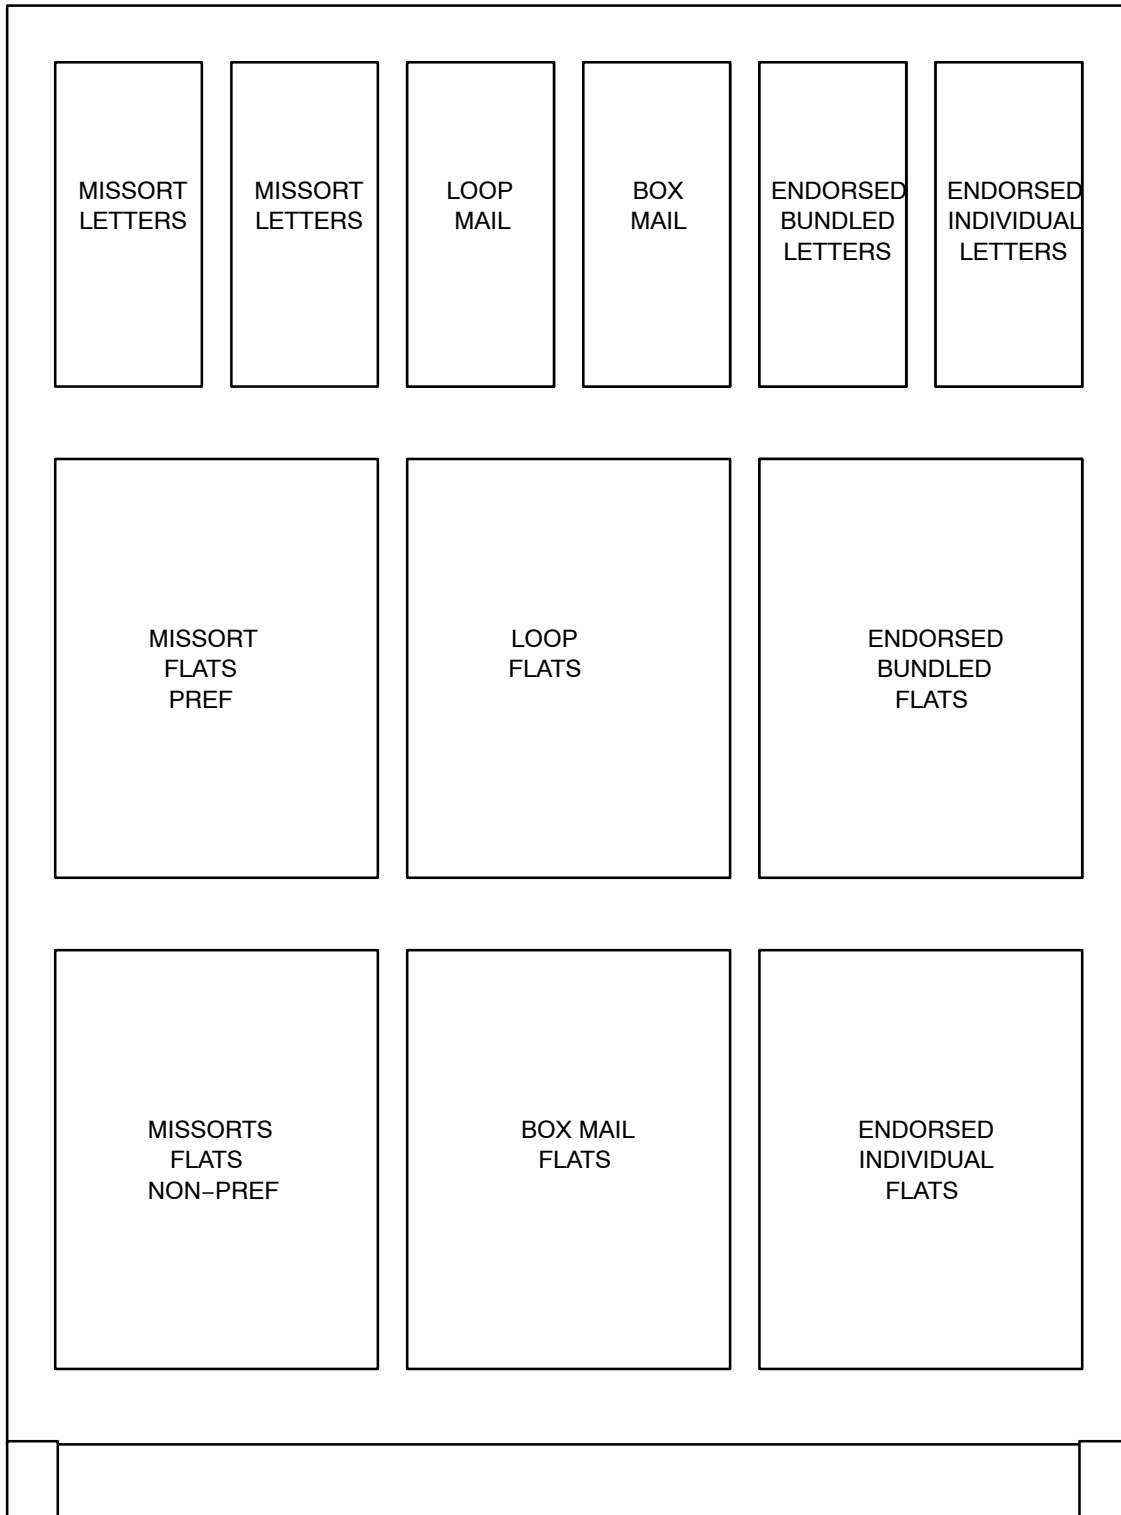 MISSORT
LETTERS
MISSORT
LETTERS
LOOP
MAIL
BOX
MAIL
ENDORSED
BUNDLED
LETTERS
ENDORSED
INDIVIDUAL
LETTERS
MISSORT
FLATS
PREF
LOOP
FLATS
ENDORSED
BUNDLED
FLATS
MISSORTS
FLATS
NON–PREF
BOX MAIL
FLATS
ENDORSED
INDIVIDUAL
FLATS